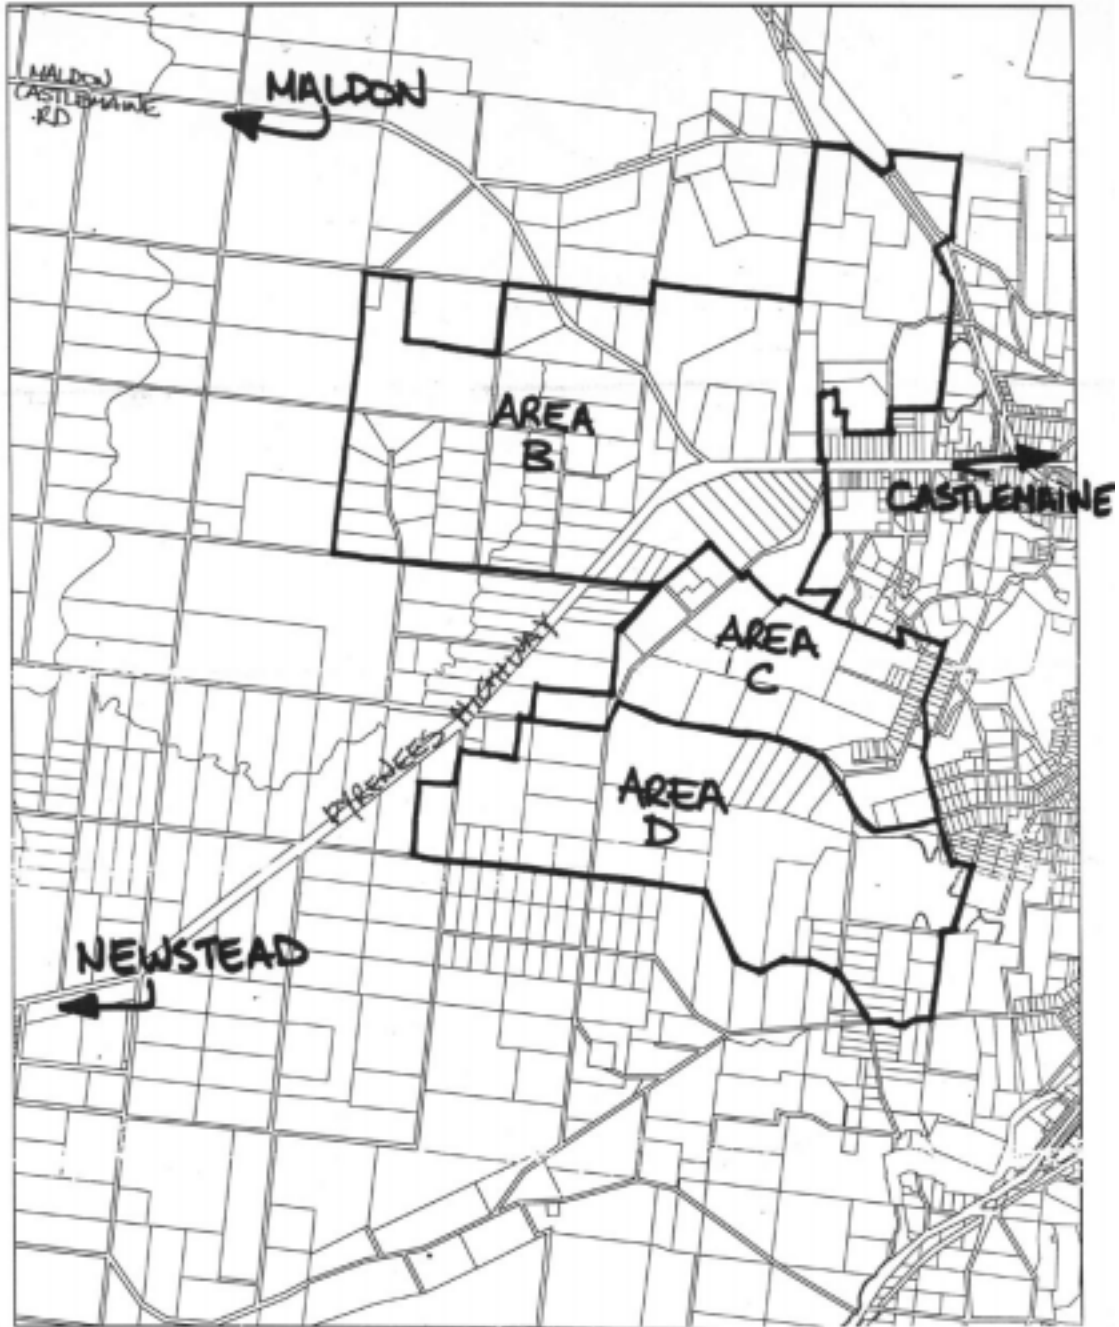 MALDON
CASTLEMAINE
RD
MALDON
AREA
B
CASTLEMAINE
AREA
C
PYRENEES HIGHWAY
AREA
D
NEWSTEAD